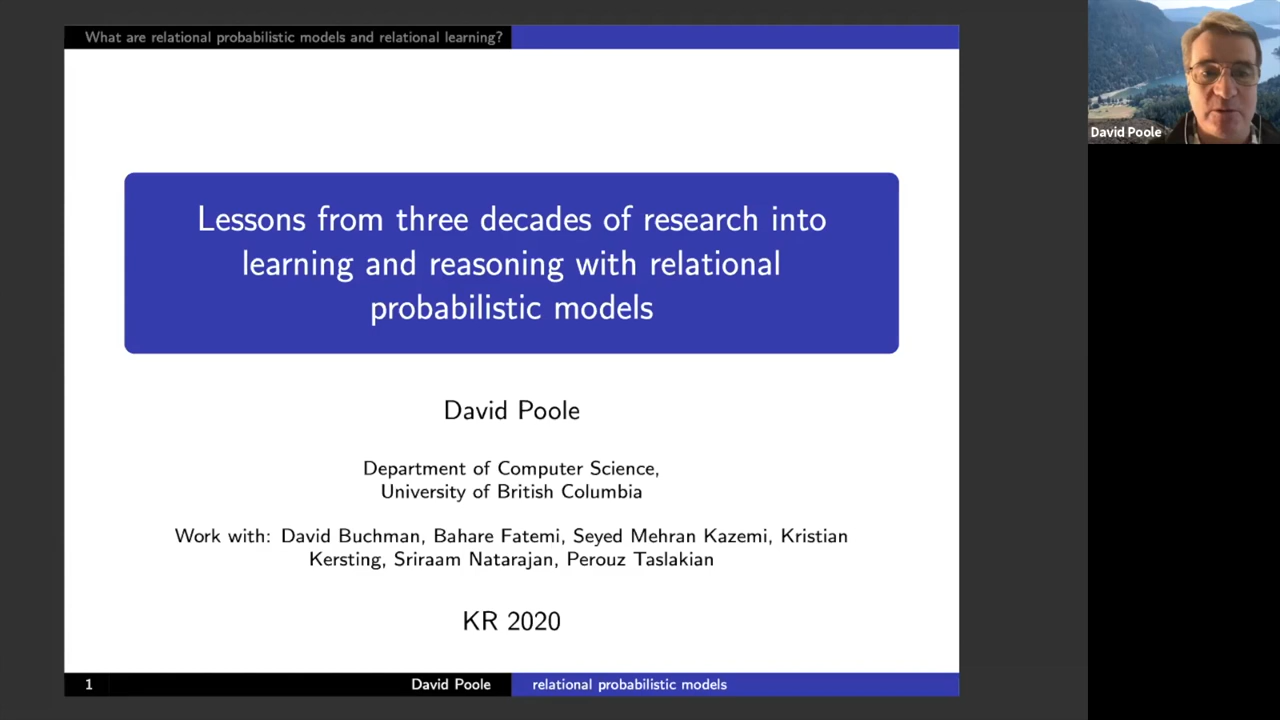 What are relational probabilistic models and relational learning?
Lessons from three decades of research into
learning and reasoning with relational
probabilistic models
David Poole
Department of Computer Science,
University of British Columbia
Work with: David Buchman, Bahare Fatemi, Seyed Mehran Kazemi, Kristian
Kersting, Sriraam Natarajan, Perouz Taslakian
KR 2020
1 David Poole relational probabilistic models
David Poole